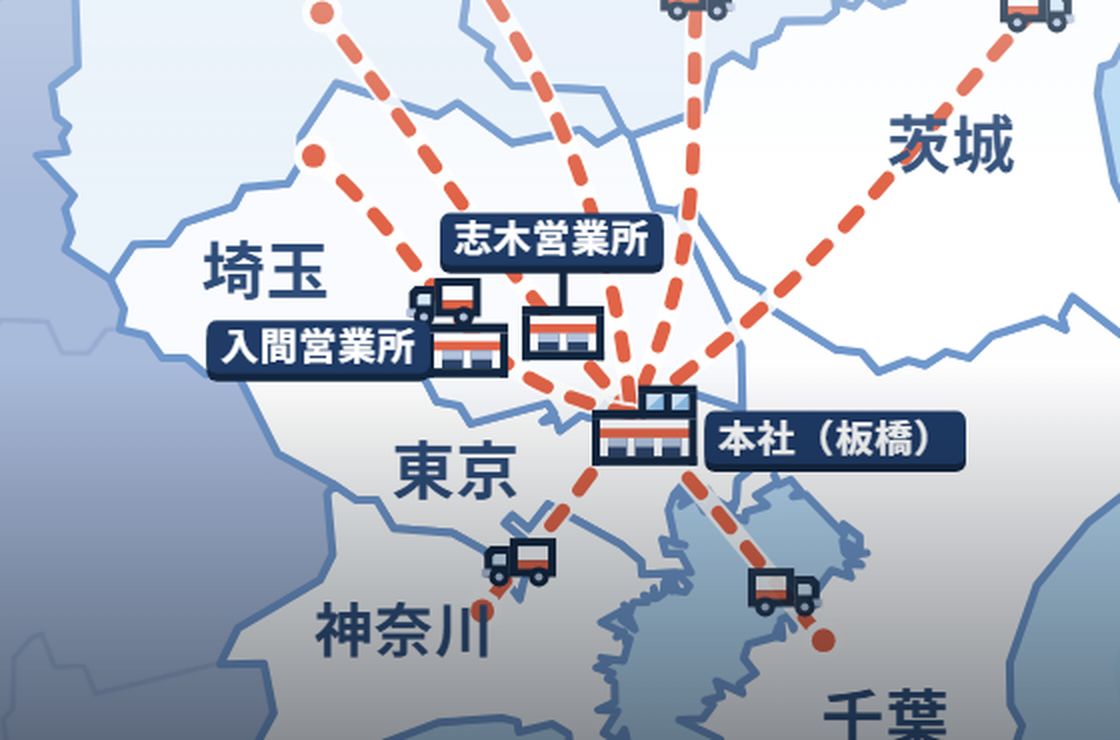 茨城
志木営業所
埼玉
入間営業所
本社（板橋）
東京
神奈川
千葉